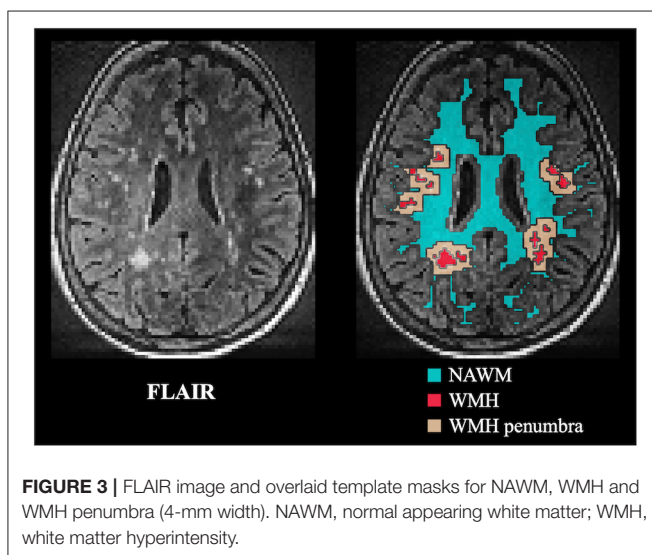 FLAIR
NAWM
WMH
WMH penumbra
FIGURE 3 | FLAIR image and overlaid template masks for NAWM, WMH and
WMH penumbra (4-mm width). NAWM, normal appearing white matter; WMH,
white matter hyperintensity.